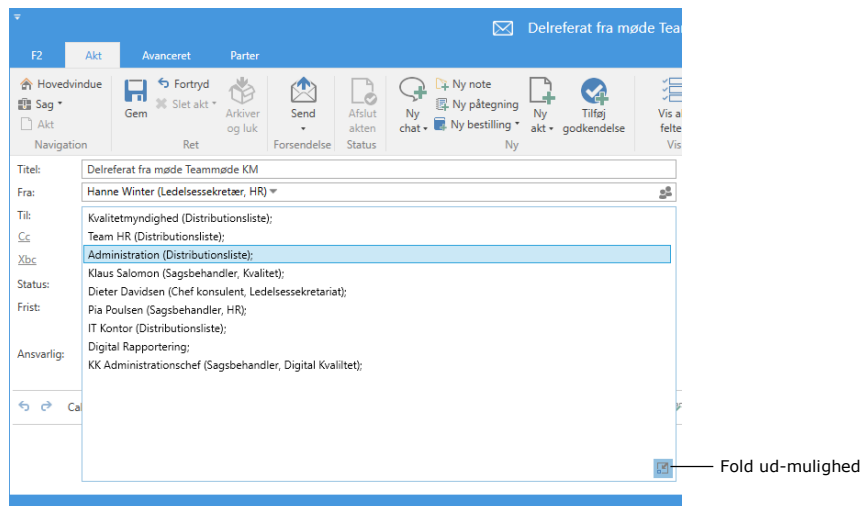 Delreferat fra møde Tea
F2 Akt Avanceret Parter
Hovedvindue
Sag
Akt
Navigation
Gem
Fortryd
Slet akt
Arkiver
og luk
Ret
Send
Forsendelse
Afslut
akten
Status
Ny
chat
Ny note
Ny påtegning
Ny bestilling
Ny
akt
Tilføj
godkendelse
Ny
Vis a
felte
Vis
Titel: Delreferat fra møde Teammøde KM
Fra: Hanne Winter (Ledelsessekretær, HR)
Til:
Cc
Xbc
Status:
Frist:
Ansvarlig:
Kvalitetmyndighed (Distributionsliste);
Team HR (Distributionsliste);
Administration (Distributionsliste);
Klaus Salomon (Sagsbehandler, Kvalitet);
Dieter Davidsen (Chef konsulent, Ledelsessekretariat);
Pia Poulsen (Sagsbehandler, HR);
IT Kontor (Distributionsliste);
Digital Rapportering;
KK Administrationschef (Sagsbehandler, Digital Kvaliltet);
Cal
Fold ud-mulighed